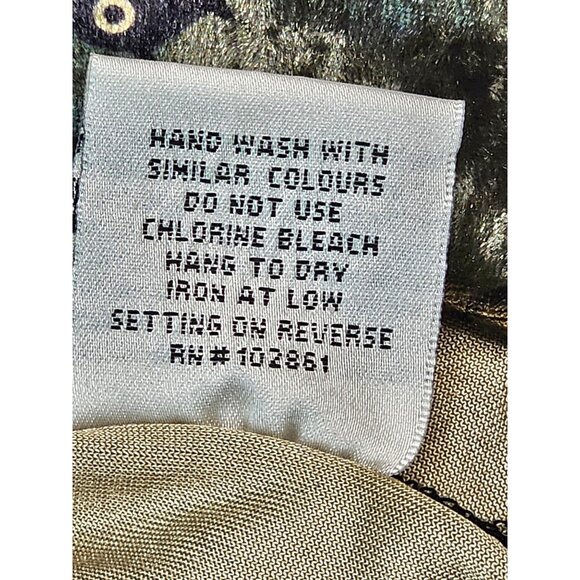 HAND WASH WITH
SIMILAR COLOURS
DO NOT USE
CHLORINE BLEACH
HANG TO DRY
IRON AT LOW
SETTING ON REVERSE
RN#102861